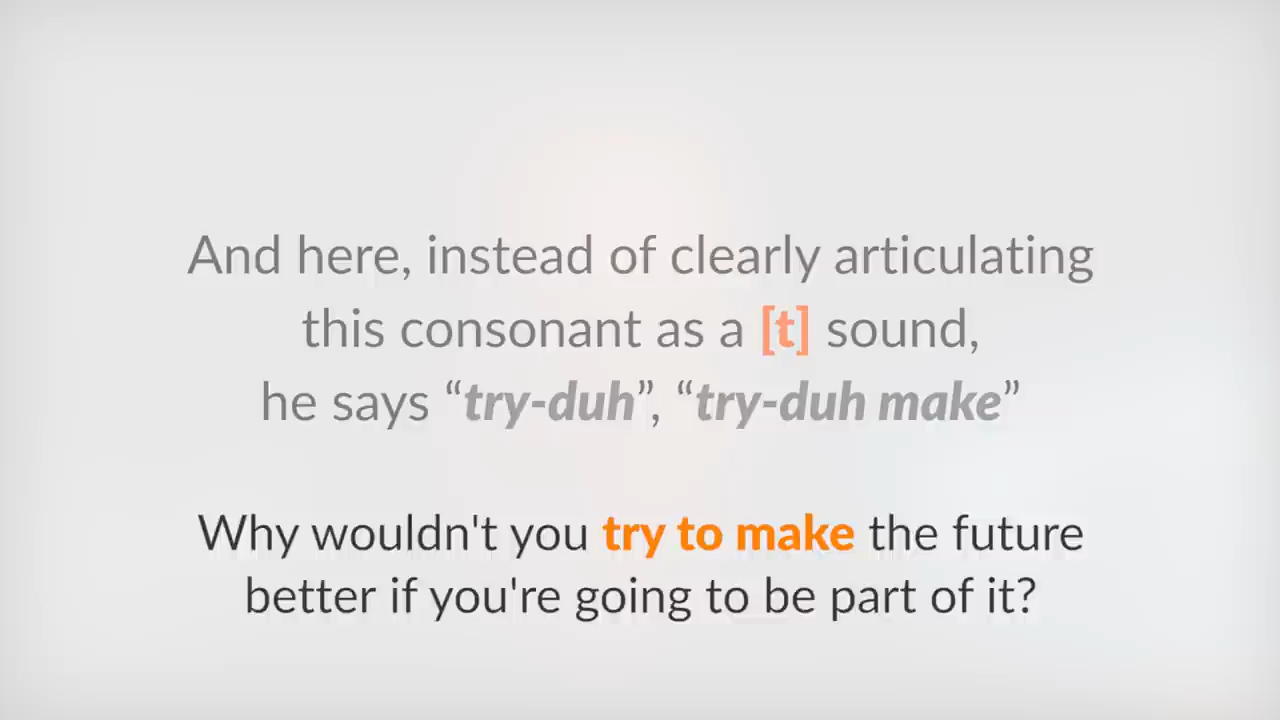 And here, instead of clearly articulating
this consonant as a [t] sound,
he says “try-duh”, “try-duh make”
Why wouldn't you try to make the future
better if you're going to be part of it?